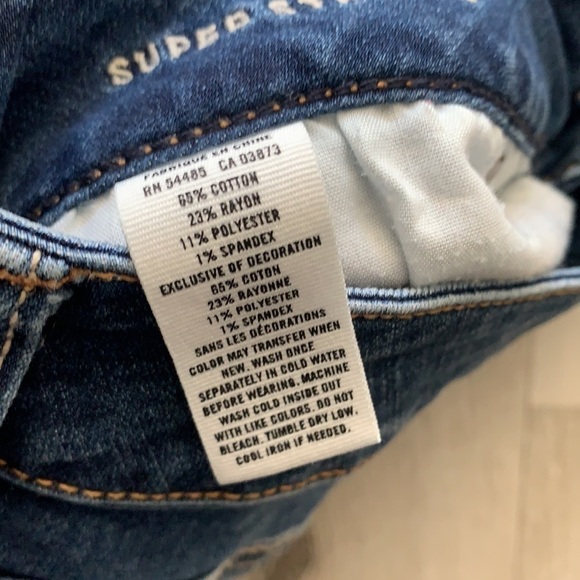 SUPER
FABRIQUÉ EN CHINE
RN 54485 CA 03873
65% COTTON
23% RAYON
11% POLYESTER
1% SPANDEX
EXCLUSIVE OF DECORATION
65% COTON
23% RAYONNE
11% POLYESTER
1% SPANDEX
SANS LES DÉCORATIONS
COLOR MAY TRANSFER WHEN
NEW. WASH ONCE
SEPARATELY IN COLD WATER
BEFORE WEARING. MACHINE
WASH COLD INSIDE OUT
WITH LIKE COLORS. DO NOT
BLEACH. TUMBLE DRY LOW.
COOL IRON IF NEEDED.